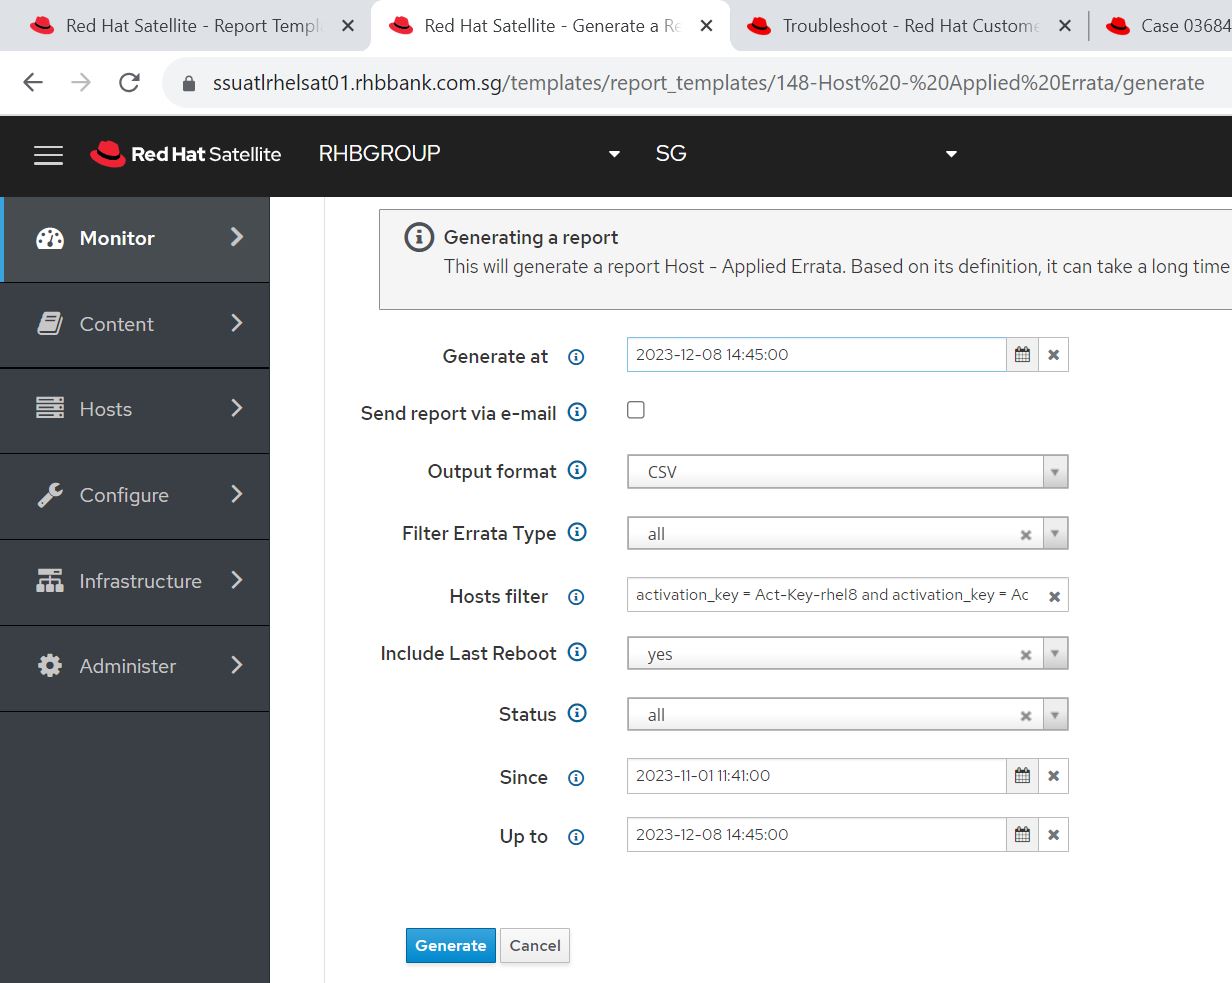 Red Hat Satellite - Report Templ
Red Hat Satellite - Generate a Re
Troubleshoot - Red Hat Custome
Case 03684
ssuatlrhelsat01.rhbbank.com.sg/templates/report_templates/148-Host%20-%20Applied%20Errata/generate
Red Hat Satellite
RHBGROUP
SG
Monitor
Content
Hosts
Configure
Infrastructure
Administer
Generating a report
This will generate a report Host - Applied Errata. Based on its definition, it can take a long time
Generate at
2023-12-08 14:45:00
Send report via e-mail
Output format
CSV
Filter Errata Type
all
Hosts filter
activation_key = Act-Key-rhel8 and activation_key = Ac
Include Last Reboot
yes
Status
all
Since
2023-11-01 11:41:00
Up to
2023-12-08 14:45:00
Generate
Cancel